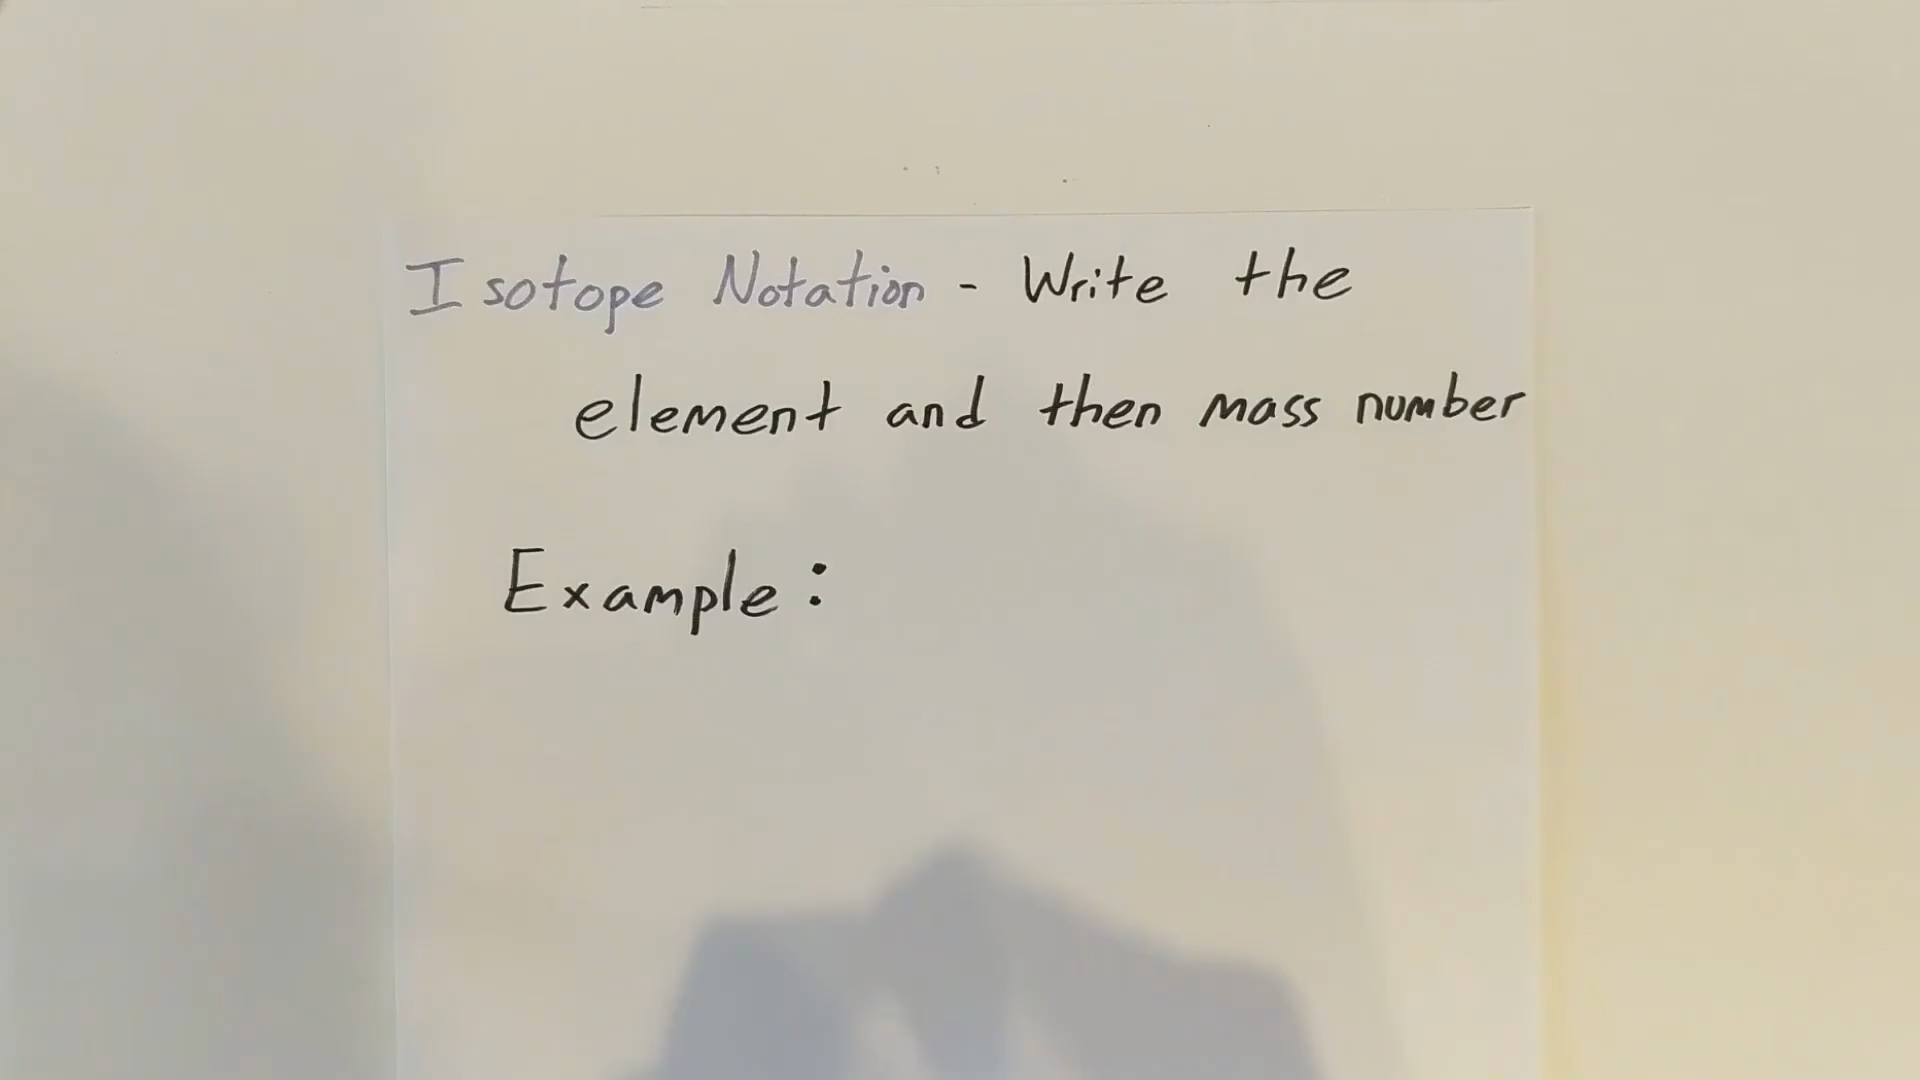 Isotope Notation - Write the
element and then mass number
Example: